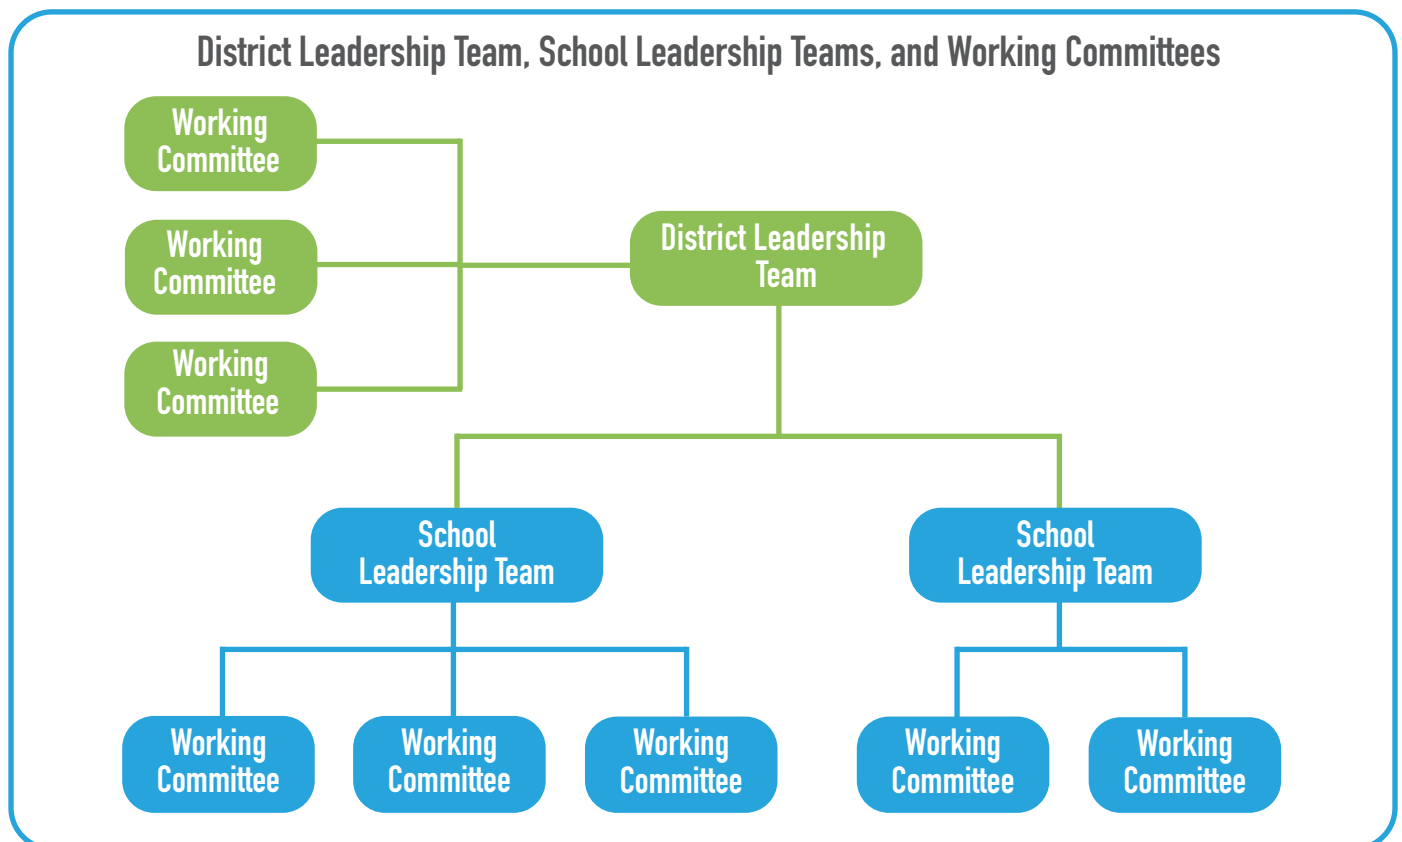 District Leadership Team, School Leadership Teams, and Working Committees
Working
Committee
Working
Committee
Working
Committee
District Leadership
Team
School
Leadership Team
School
Leadership Team
Working
Committee
Working
Committee
Working
Committee
Working
Committee
Working
Committee